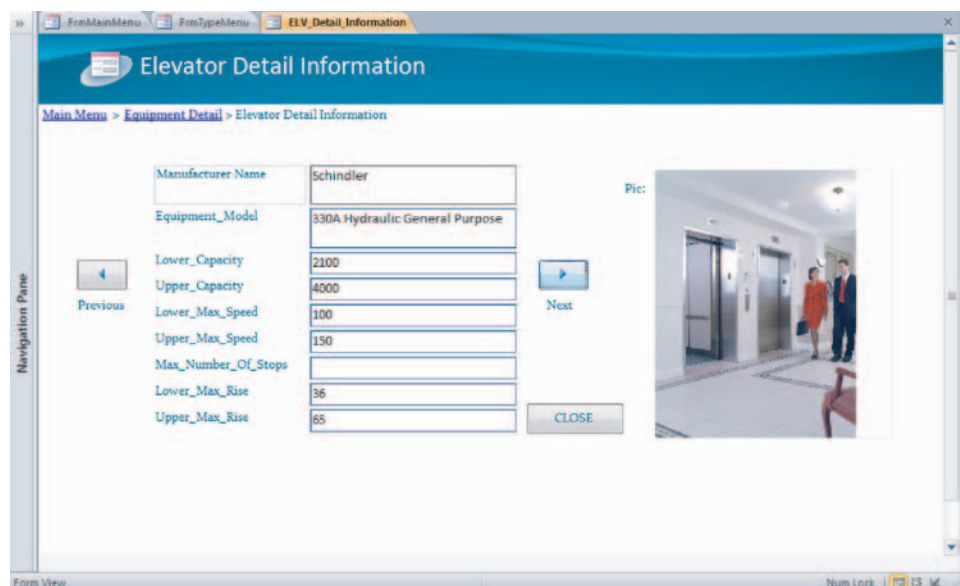 FrmMainMenu FrmTypeMenu ELV_Detail_Information
Elevator Detail Information
Main Menu > Equipment Detail > Elevator Detail Information
Manufacturer Name Schindler
Pic:
Equipment_Model 330A Hydraulic General Purpose
Lower_Capacity 2100
Upper_Capacity 4000
Previous
Lower_Max_Speed 100
Next
Upper_Max_Speed 150
Max_Number_Of_Stops
Lower_Max_Rise 36
Upper_Max_Rise 65
CLOSE
Navigation Pane
Form View
Num Lock